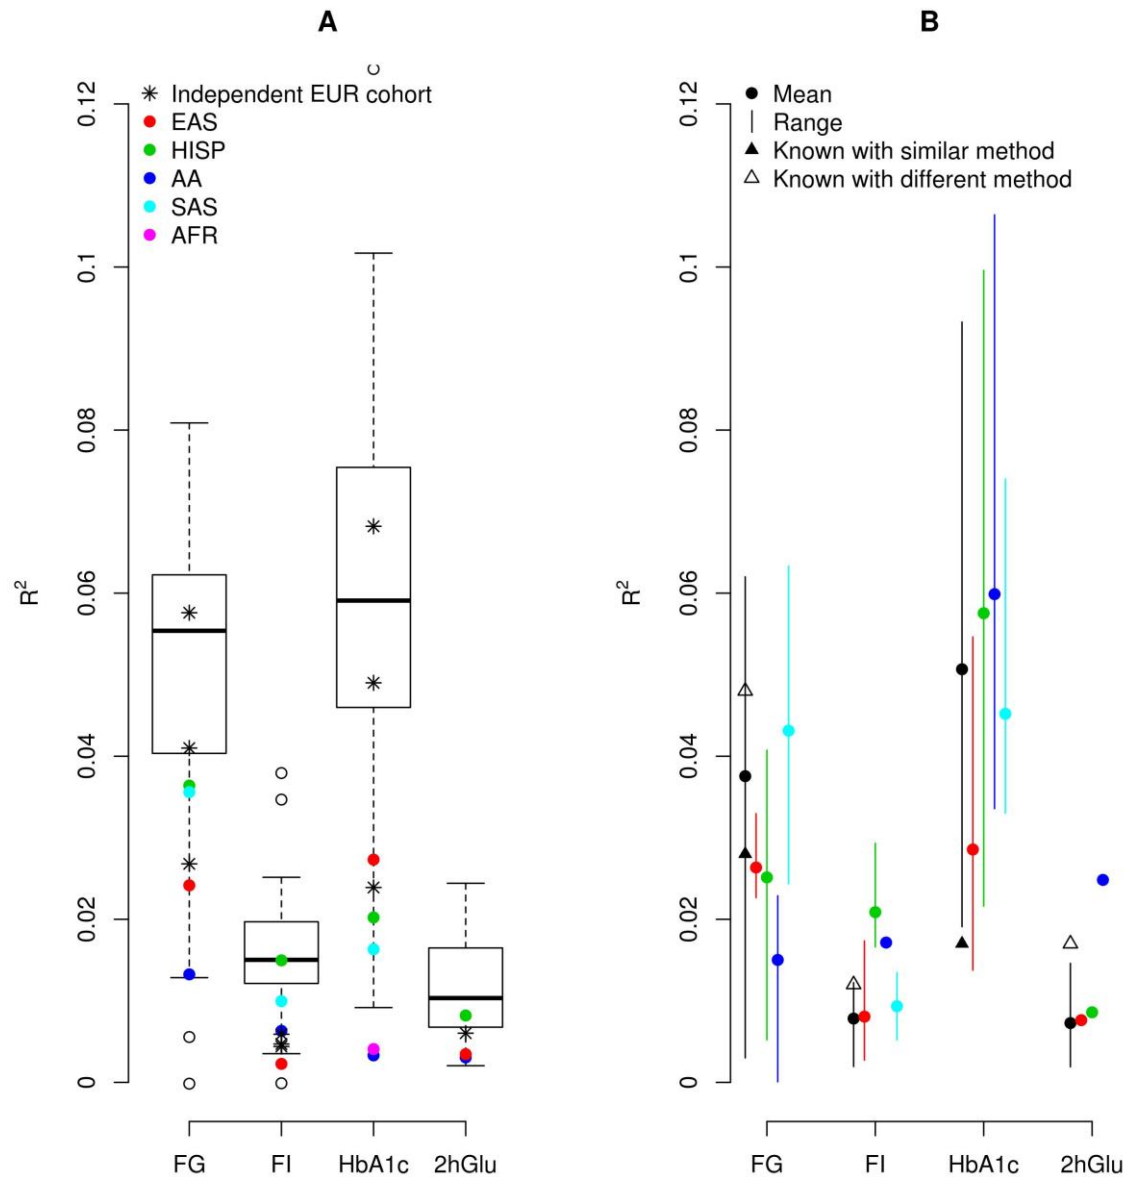 A
Independent EUR cohort
EAS
HISP
AA
SAS
AFR
R²
0.12
0.1
0.08
0.06
0.04
0.02
0
FG FI HbA1c 2hGlu
B
Mean
Range
Known with similar method
Known with different method
R²
0.12
0.1
0.08
0.06
0.04
0.02
0
FG FI HbA1c 2hGlu